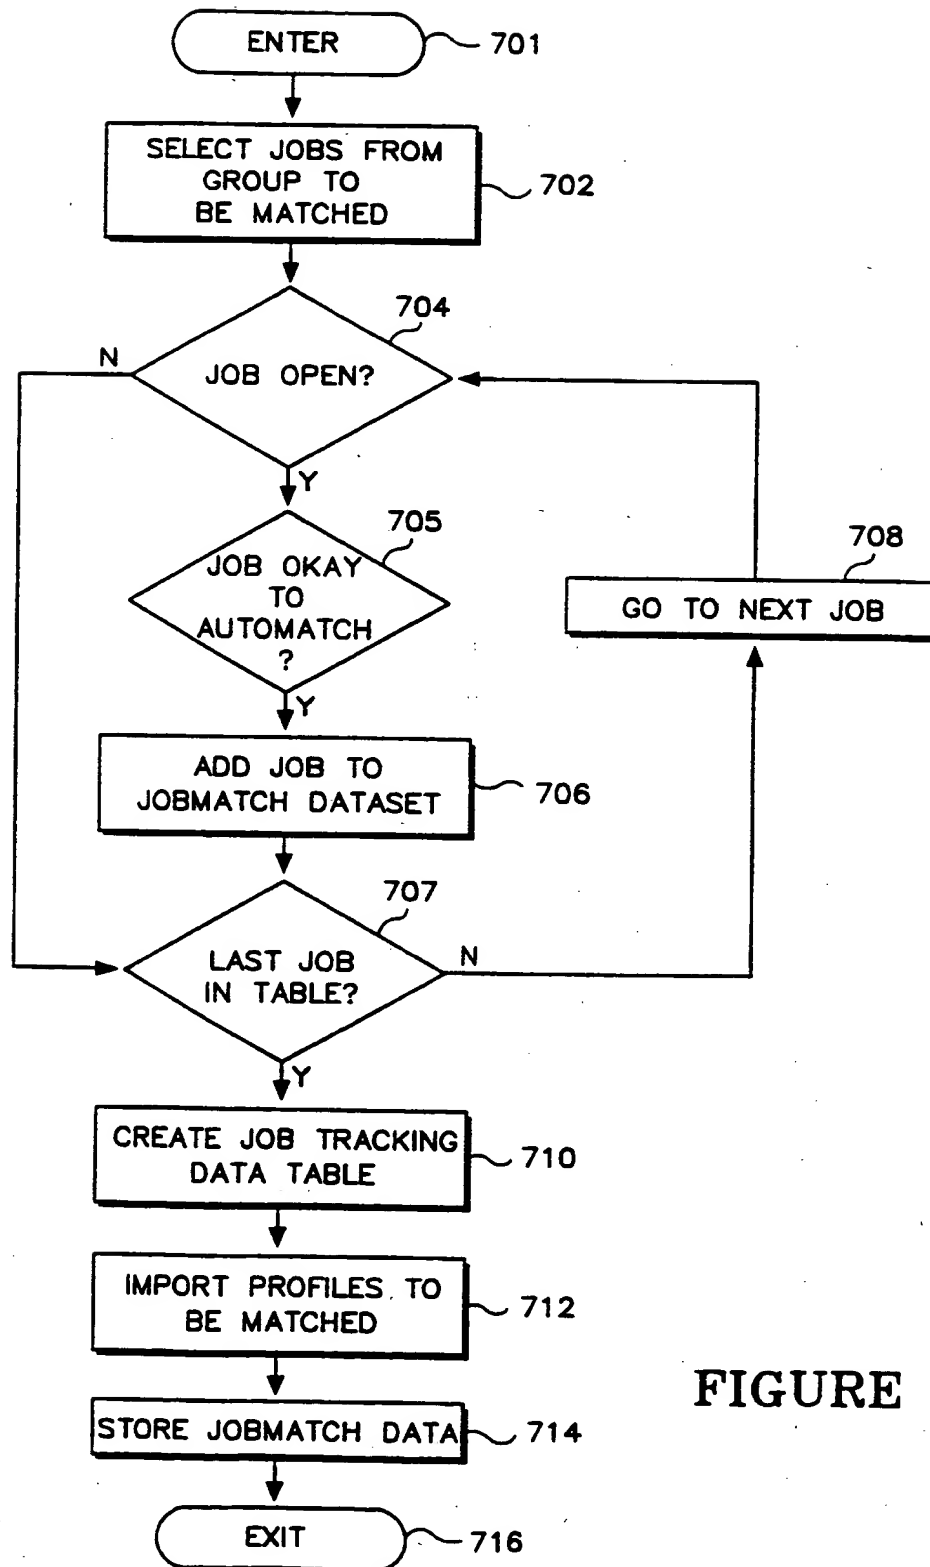 ENTER
701
SELECT JOBS FROM
GROUP TO
BE MATCHED
702
704
JOB OPEN?
N
Y
705
JOB OKAY
TO
AUTOMATCH
?
Y
708
GO TO NEXT JOB
ADD JOB TO
JOBMATCH DATASET
706
707
LAST JOB
IN TABLE?
N
Y
CREATE JOB TRACKING
DATA TABLE
710
IMPORT PROFILES TO
BE MATCHED
712
STORE JOBMATCH DATA
714
FIGURE
EXIT
716